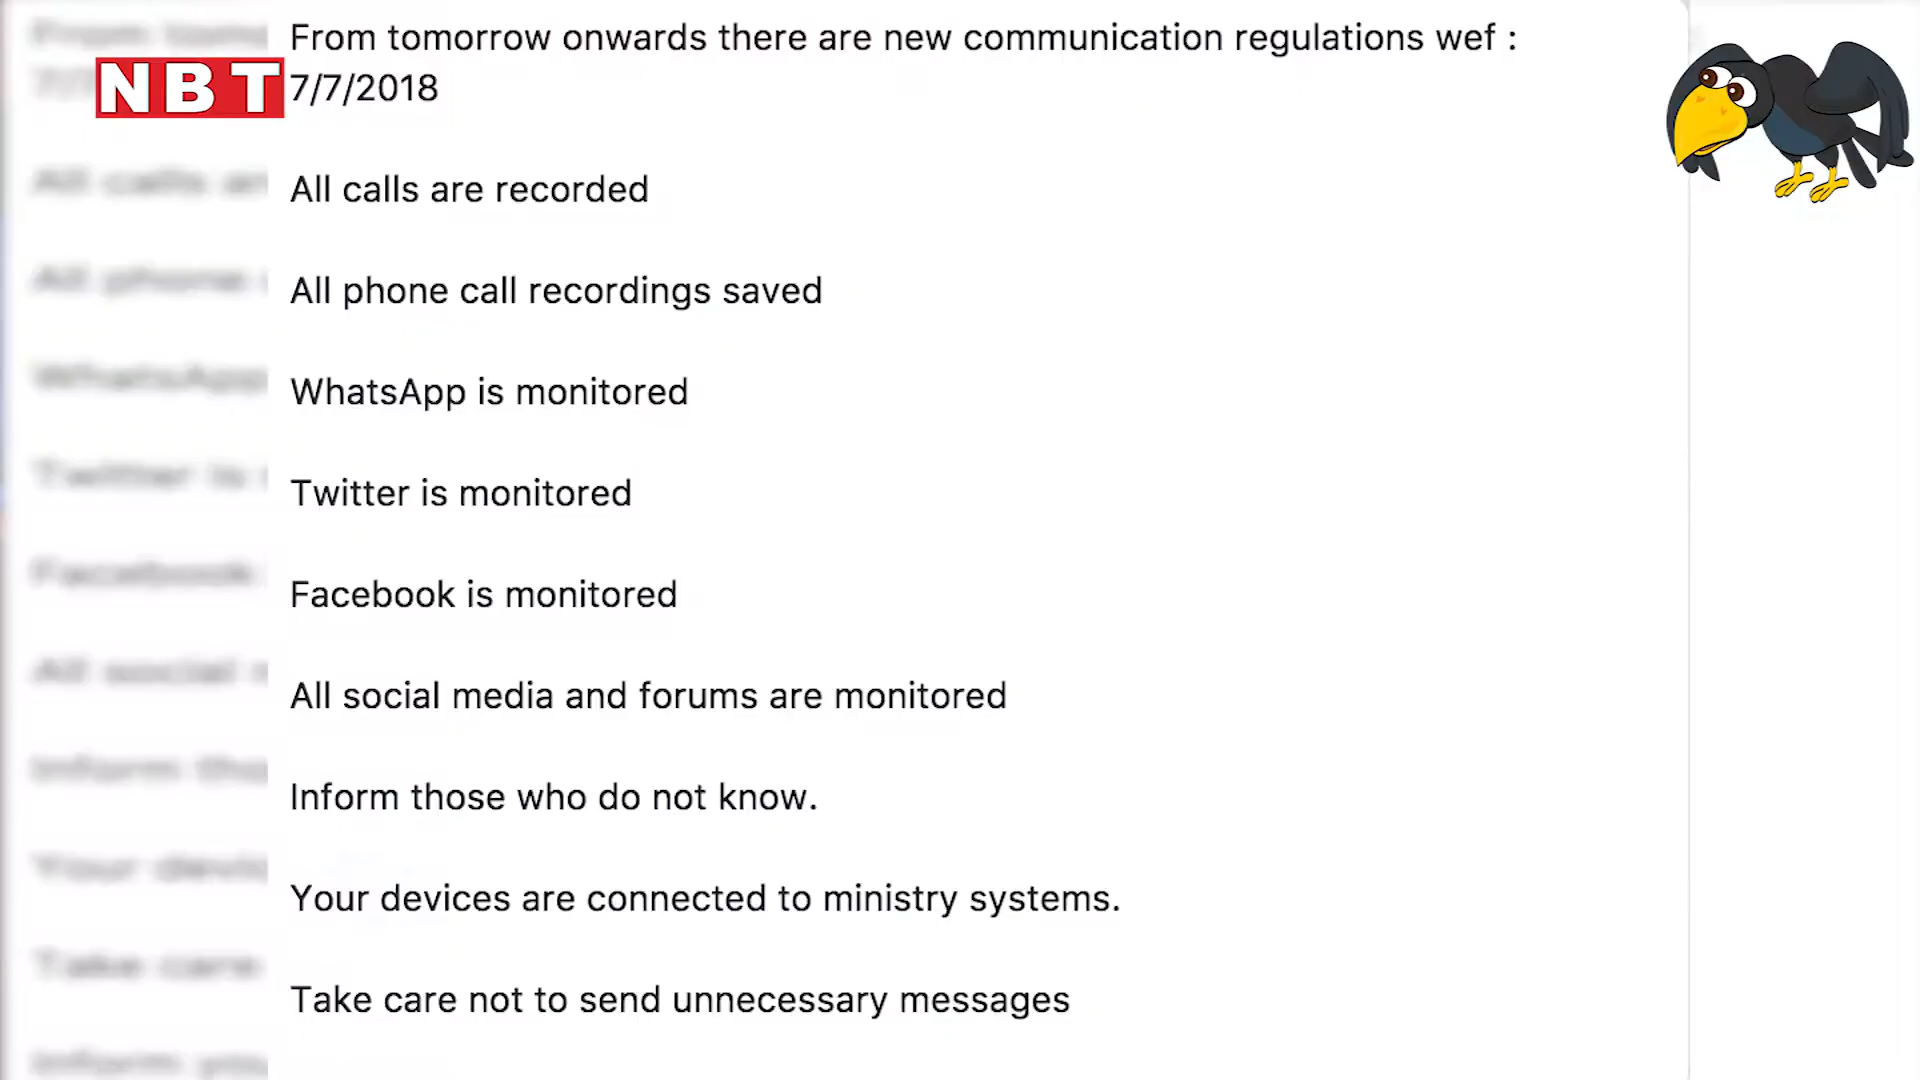 From tomorrow onwards there are new communication regulations wef :
NBT
7/7/2018
All calls are recorded
All phone call recordings saved
WhatsApp is monitored
Twitter is monitored
Facebook is monitored
All social media and forums are monitored
Inform those who do not know.
Your devices are connected to ministry systems.
Take care not to send unnecessary messages